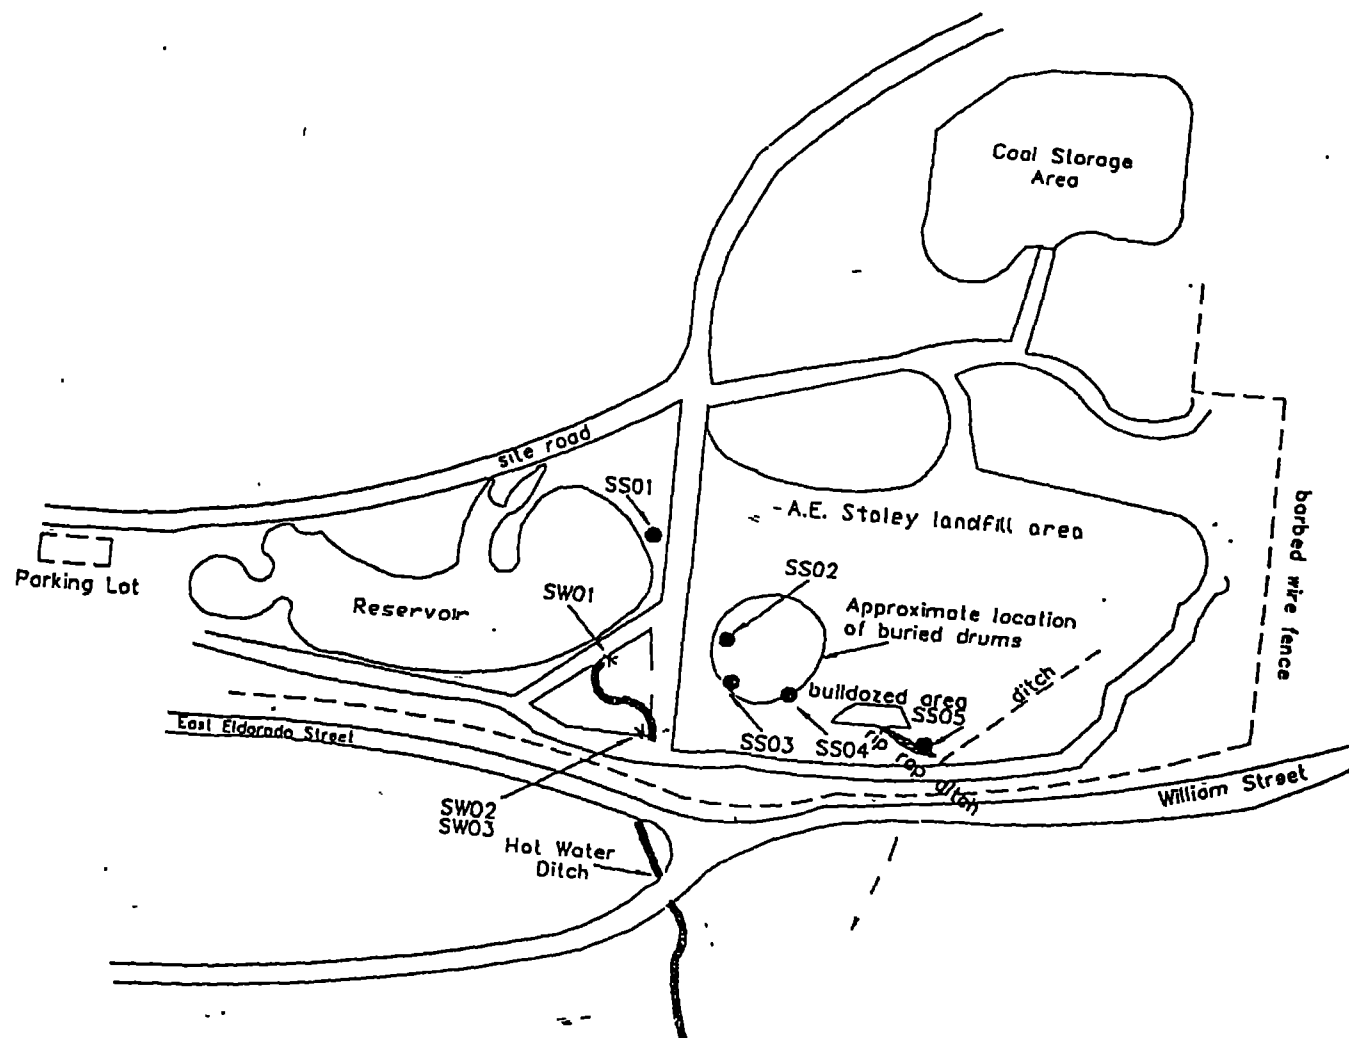 Coal Storage
Area
site road
SS01
- A.E. Staley landfill area
barbed wire fence
Parking Lot
SS02
SW01
Reservoir
Approximate location
of buried drums
bulldozed area
ditch
SS05
East Eldorado Street
SS03
SS04
rip rap ditch
William Street
SW02
SW03
Hot Water
Ditch